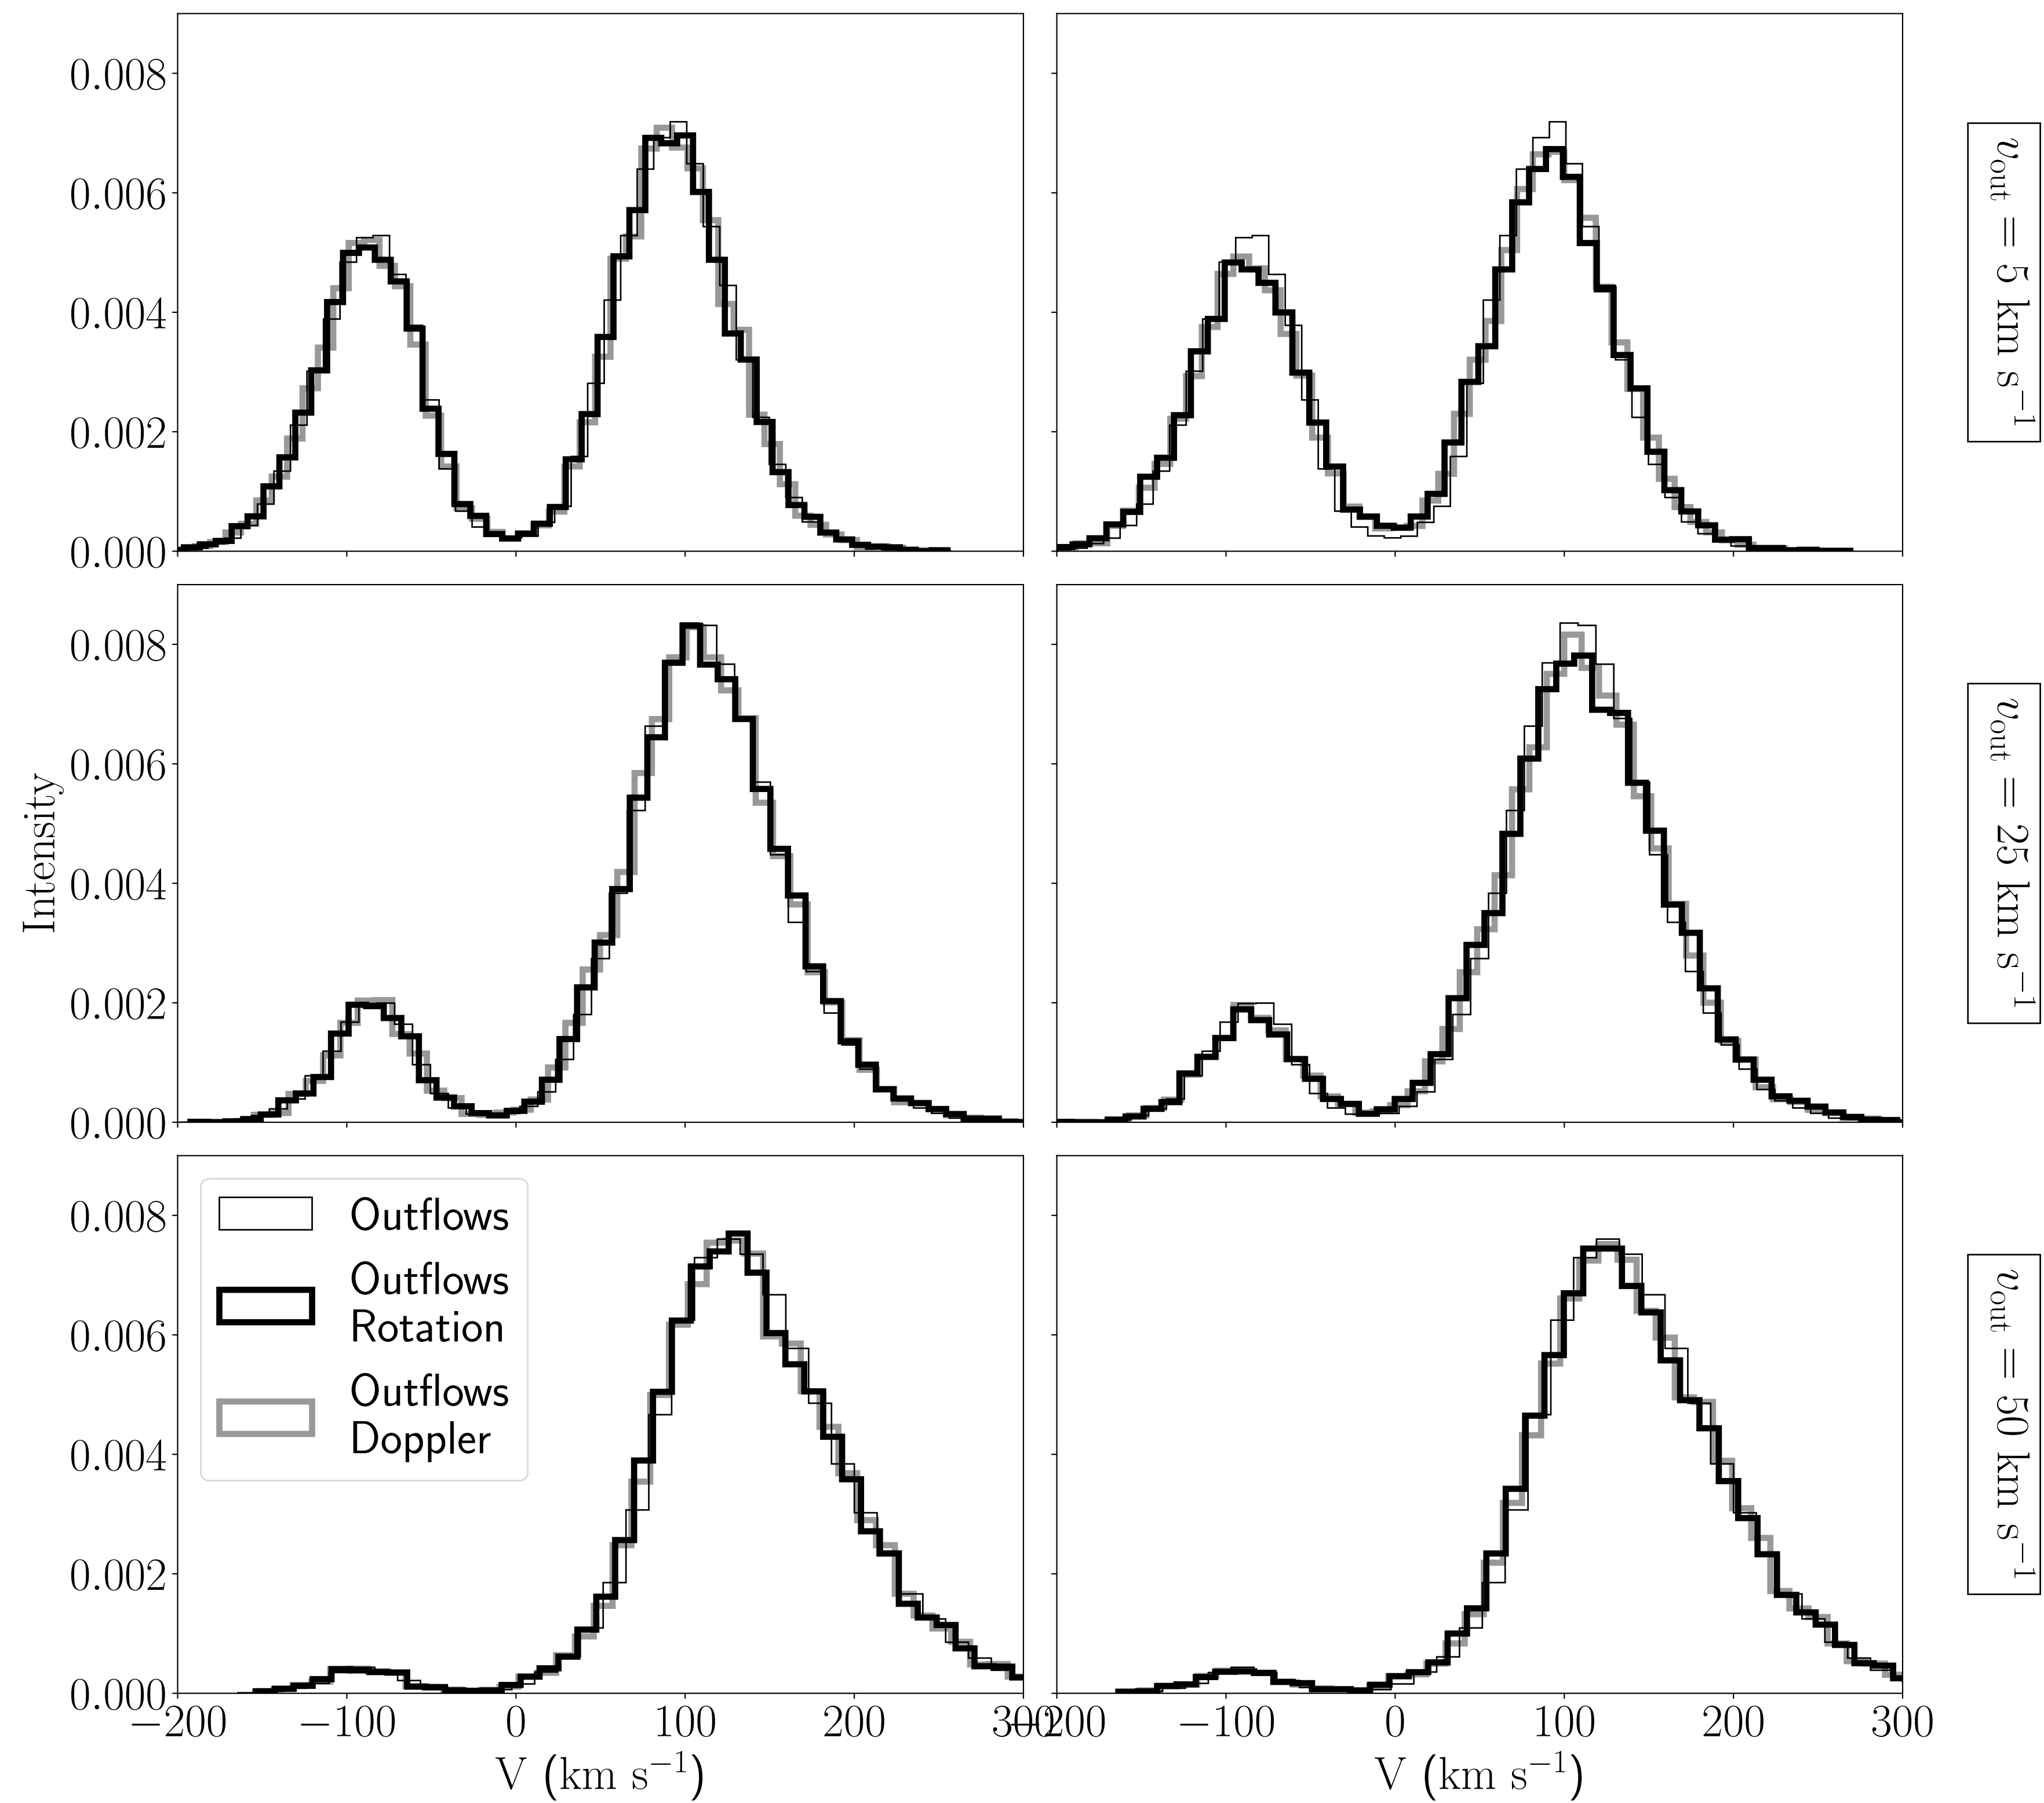 0.008
0.006
0.004
0.002
0.000
v_out = 5 km s⁻¹
0.008
0.006
0.004
0.002
0.000
Intensity
v_out = 25 km s⁻¹
0.008
0.006
0.004
0.002
0.000
Outflows
Outflows
Rotation
Outflows
Doppler
v_out = 50 km s⁻¹
−200 −100 0 100 200 300
−200 −100 0 100 200 300
V (km s⁻¹)
V (km s⁻¹)